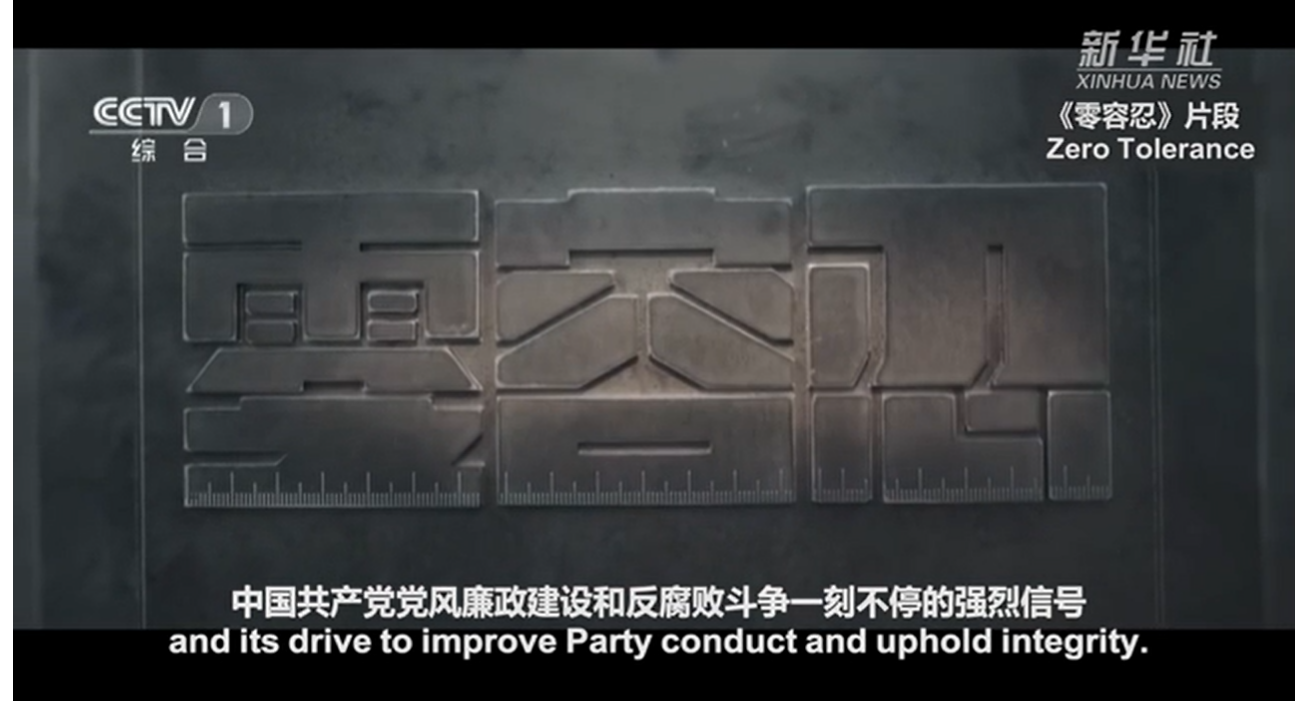 新华社
XINHUA NEWS
CCTV 1
综合
《零容忍》片段
Zero Tolerance
零容忍
中国共产党党风廉政建设和反腐败斗争一刻不停的强烈信号
and its drive to improve Party conduct and uphold integrity.